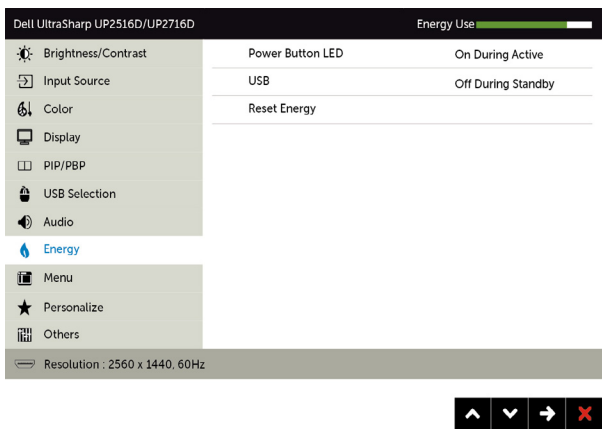 Dell UltraSharp UP2516D/UP2716D Energy Use
Brightness/Contrast Power Button LED On During Active
Input Source USB Off During Standby
Color Reset Energy
Display
PIP/PBP
USB Selection
Audio
Energy
Menu
Personalize
Others
Resolution : 2560 x 1440, 60Hz